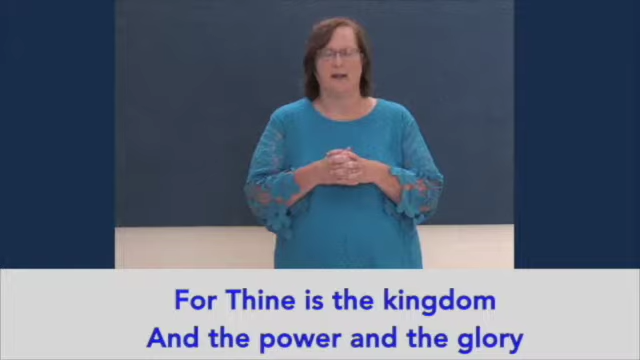 For Thine is the kingdom
And the power and the glory